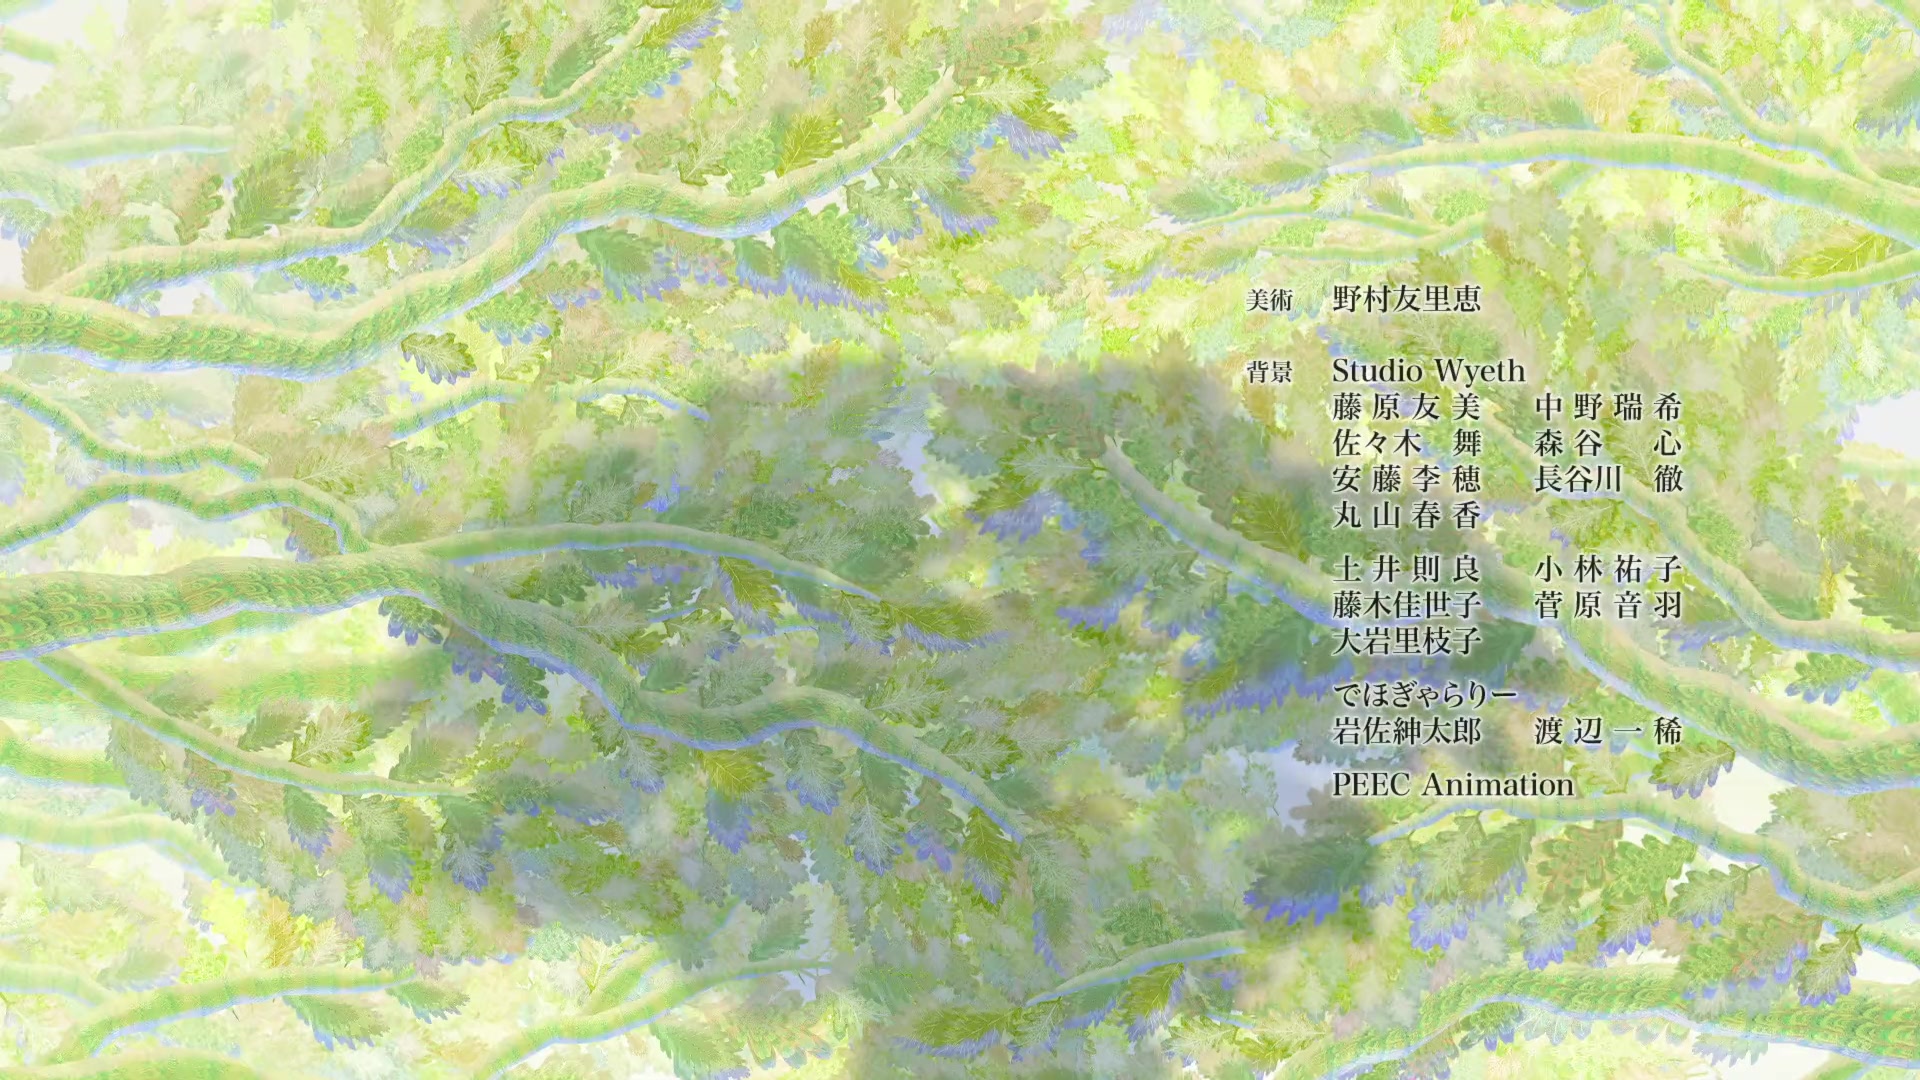 美術 野村友里恵
背景 Studio Wyeth
藤原友美 中野瑞希
佐々木舞 森谷心
安藤李穂 長谷川徹
丸山春香
土井則良 小林祐子
藤木佳世子 菅原音羽
大岩里枝子
でほぎゃらりー
岩佐紳太郎 渡辺一稀
PEEC Animation